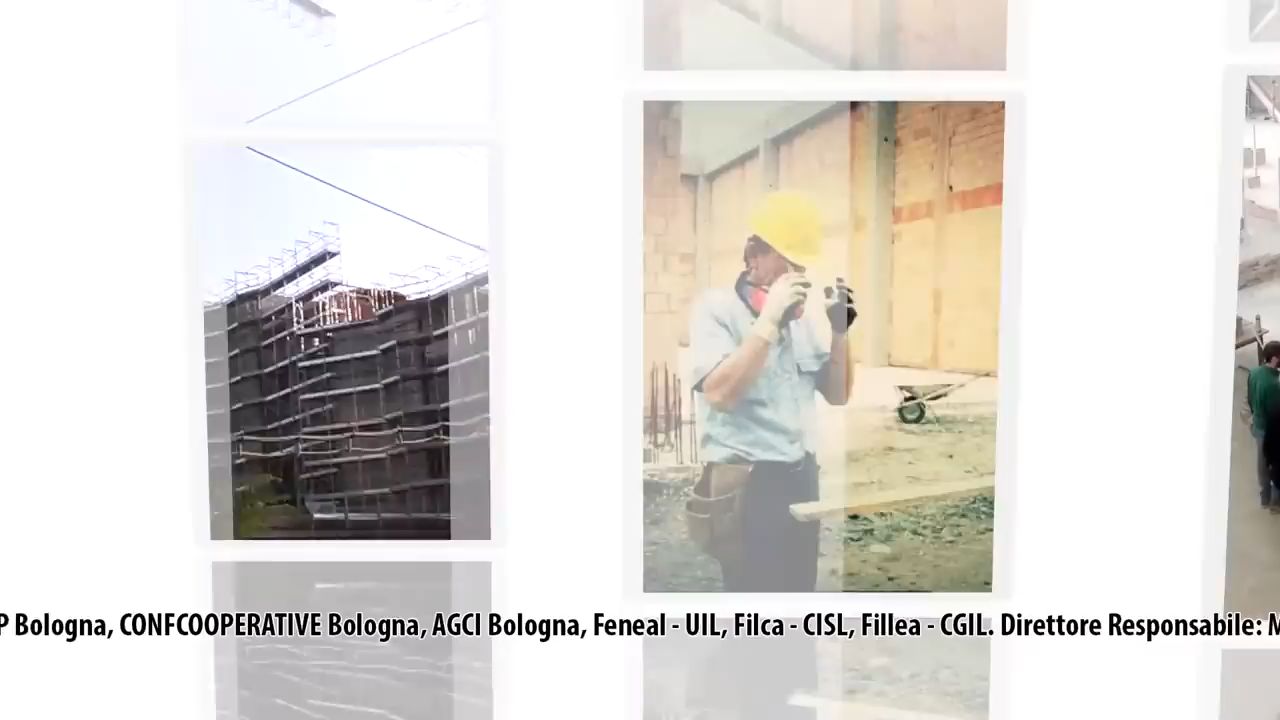 Bologna, CONFCOOPERATIVE Bologna, AGCI Bologna, Feneal - UIL, Filca - CISL, Fillea - CGIL. Direttore Responsabile: